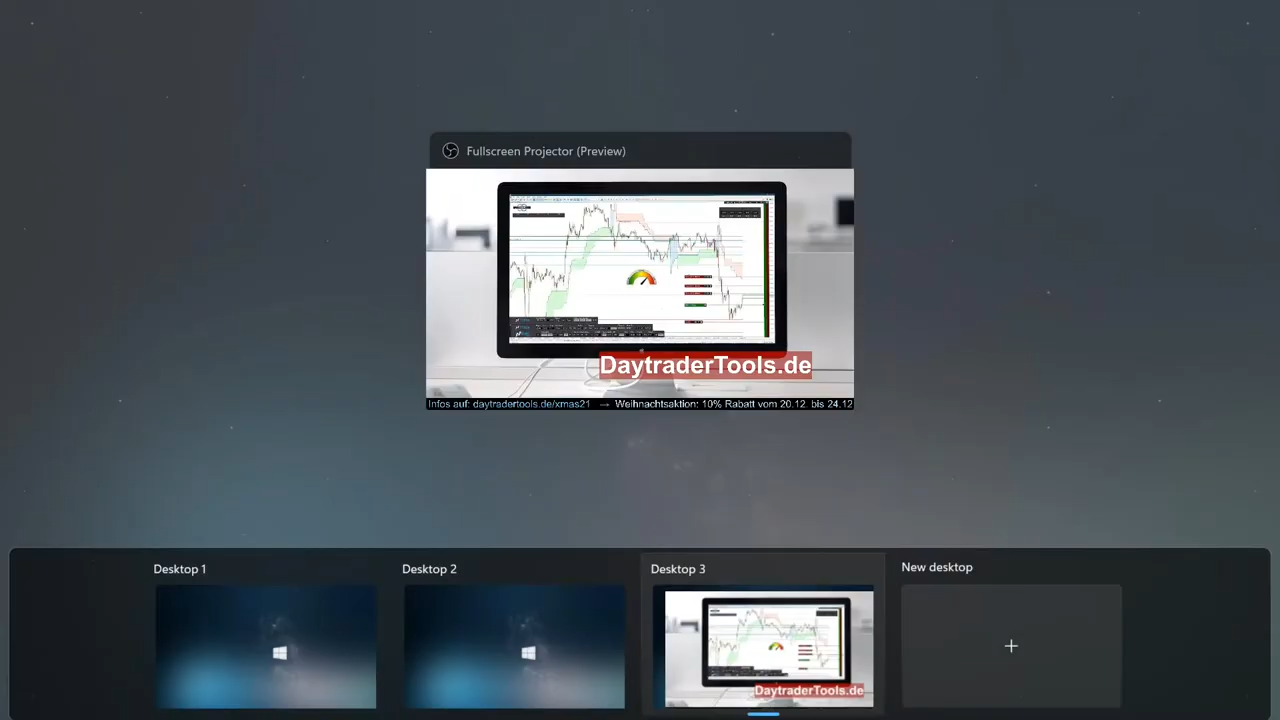 Fullscreen Projector (Preview)
DaytraderTools.de
Infos auf: daytradertools.de/xmas21 → Weihnachtsaktion: 10% Rabatt vom 20.12. bis 24.12
Desktop 1
Desktop 2
Desktop 3
New desktop
DaytraderTools.de